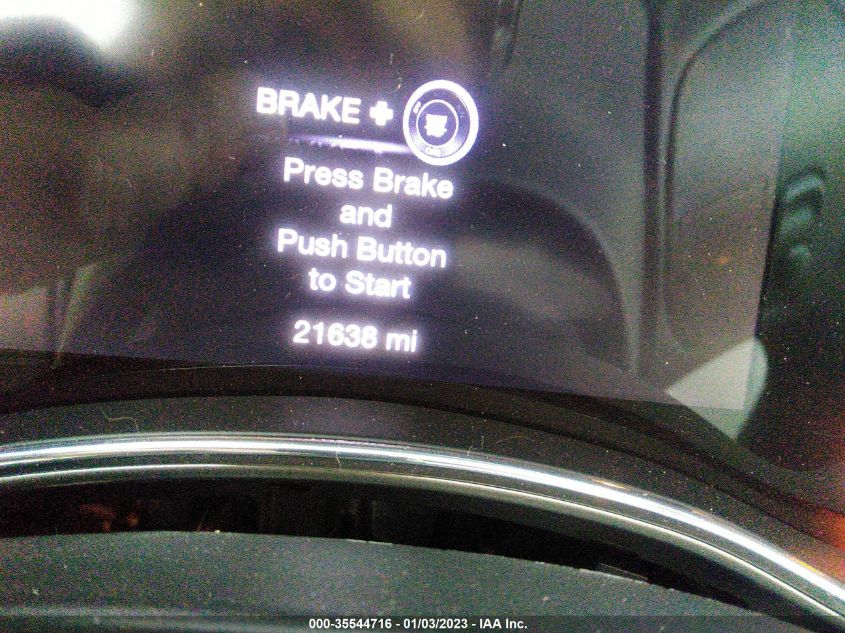 BRAKE +
Press Brake
and
Push Button
to Start
21638 mi
000-35544716 - 01/03/2023 - IAA Inc.